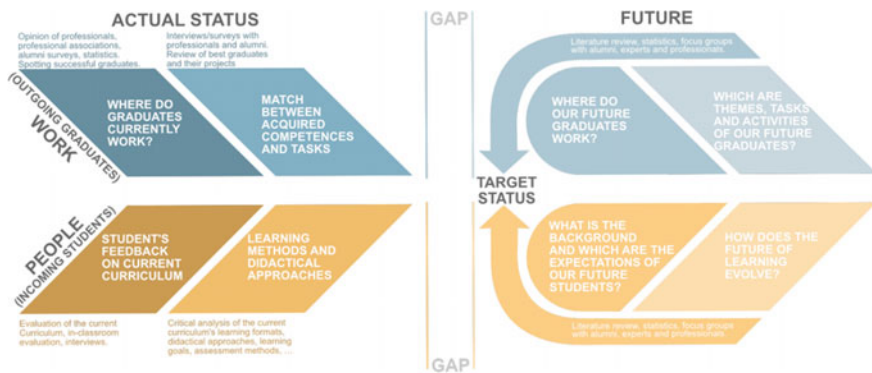 ACTUAL STATUS
GAP
FUTURE
Opinion of professionals,
professional associations,
alumni surveys, statistics.
Spotting successful graduates.
Interviews/surveys with
professionals and alumni.
Review of best graduates
and their projects
Literature review, statistics, focus groups
with alumni, experts and professionals.
(OUTGOING GRADUATES)
WORK
WHERE DO
GRADUATES
CURRENTLY
WORK?
MATCH
BETWEEN
ACQUIRED
COMPETENCES
AND TASKS
WHERE DO
OUR FUTURE
GRADUATES
WORK?
WHICH ARE
THEMES, TASKS
AND ACTIVITIES
OF OUR FUTURE
GRADUATES?
TARGET
STATUS
PEOPLE
(INCOMING STUDENTS)
STUDENT'S
FEEDBACK
ON CURRENT
CURRICULUM
LEARNING
METHODS AND
DIDACTICAL
APPROACHES
WHAT IS THE
BACKGROUND
AND WHICH ARE THE
EXPECTATIONS OF
OUR FUTURE
STUDENTS?
HOW DOES THE
FUTURE OF
LEARNING
EVOLVE?
Evaluation of the current
Curriculum, in-classroom
evaluation, interviews.
Critical analysis of the current
curriculum's learning formats,
didactical approaches, learning
goals, assessment methods, ...
Literature review, statistics, focus groups
with alumni, experts and professionals.
GAP